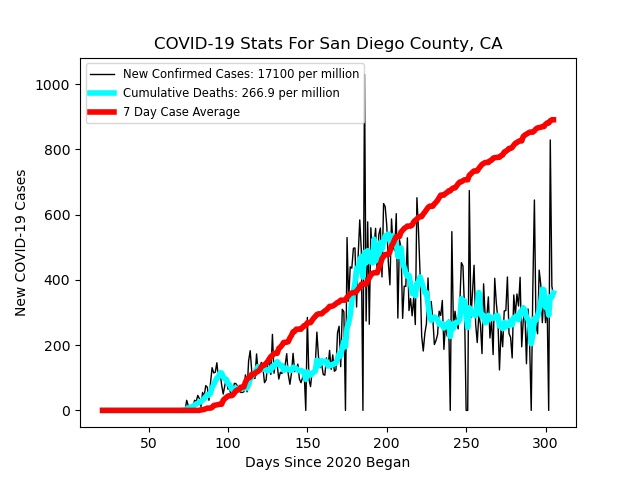 COVID-19 Stats For San Diego County, CA
New Confirmed Cases: 17100 per million
Cumulative Deaths: 266.9 per million
7 Day Case Average
New COVID-19 Cases
1000
800
600
400
200
0
50 100 150 200 250 300
Days Since 2020 Began